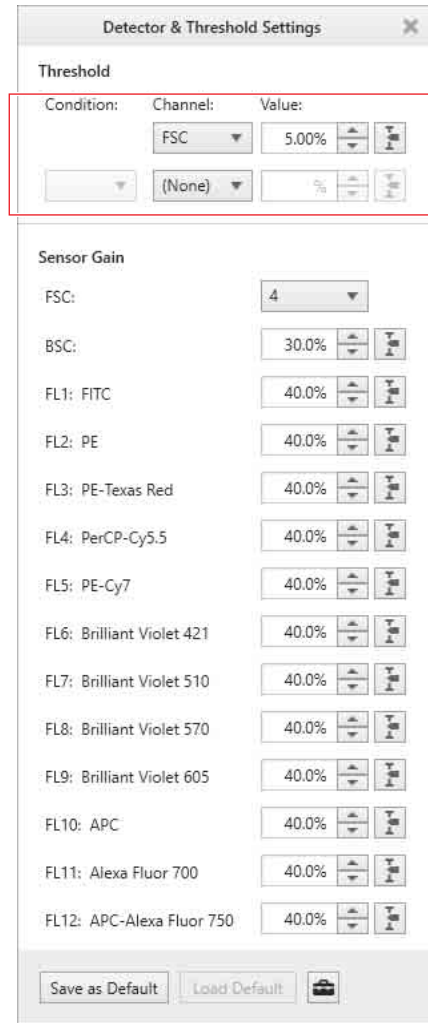 Detector & Threshold Settings
Threshold
Condition: Channel: Value:
FSC 5.00%
(None) %
Sensor Gain
FSC: 4
BSC: 30.0%
FL1: FITC 40.0%
FL2: PE 40.0%
FL3: PE-Texas Red 40.0%
FL4: PerCP-Cy5.5 40.0%
FL5: PE-Cy7 40.0%
FL6: Brilliant Violet 421 40.0%
FL7: Brilliant Violet 510 40.0%
FL8: Brilliant Violet 570 40.0%
FL9: Brilliant Violet 605 40.0%
FL10: APC 40.0%
FL11: Alexa Fluor 700 40.0%
FL12: APC-Alexa Fluor 750 40.0%
Save as Default Load Default